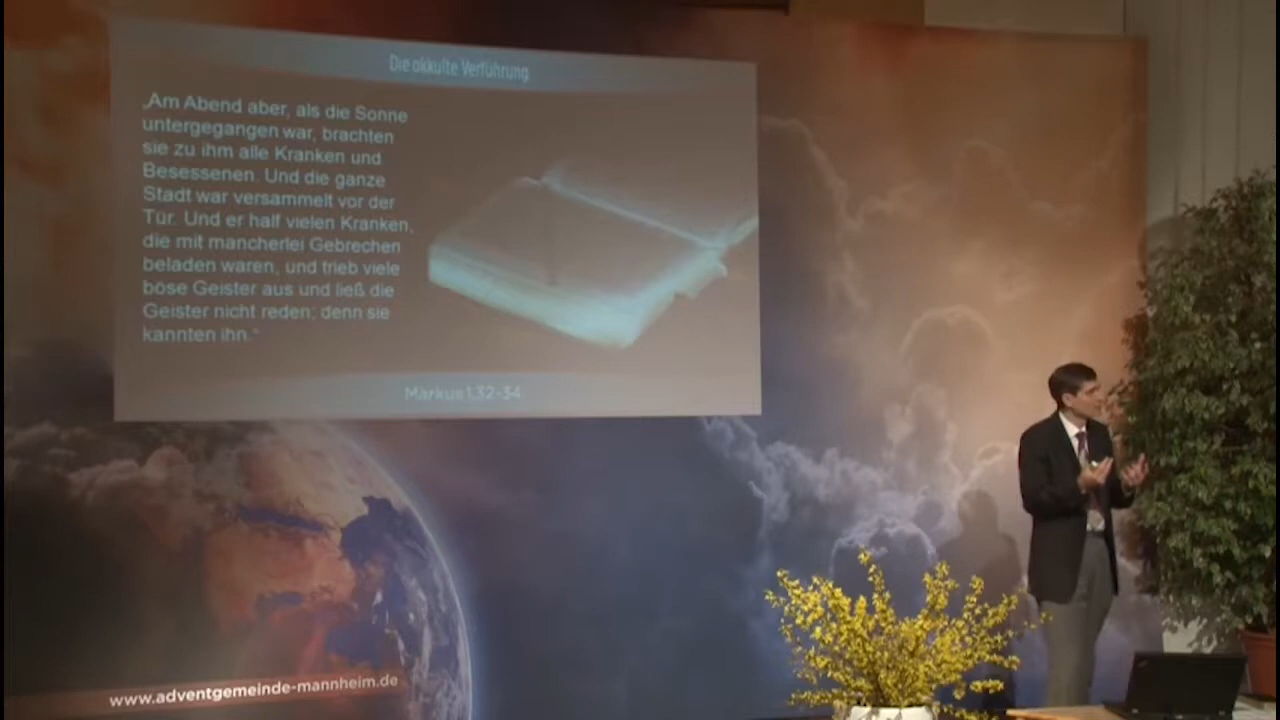 Die okkulte Verführung
„Am Abend aber, als die Sonne
untergegangen war, brachten
sie zu ihm alle Kranken und
Besessenen. Und die ganze
Stadt war versammelt vor der
Tür. Und er half vielen Kranken,
die mit mancherlei Gebrechen
beladen waren, und trieb viele
böse Geister aus und ließ die
Geister nicht reden; denn sie
kannten ihn.“
Markus 1,32-34
www.adventgemeinde-mannheim.de